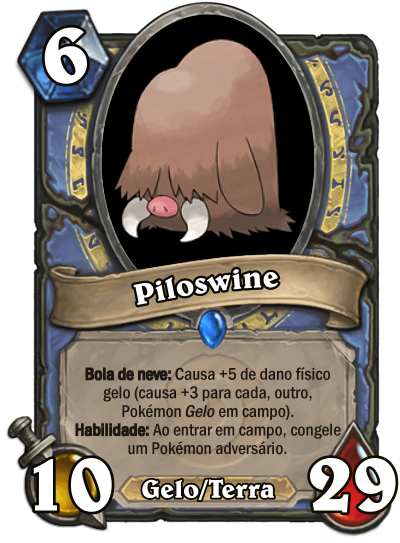 6
Piloswine
Bola de neve: Causa +5 de dano físico
gelo (causa +3 para cada, outro,
Pokémon Gelo em campo).
Habilidade: Ao entrar em campo, congele
um Pokémon adversário.
10 Gelo/Terra 29